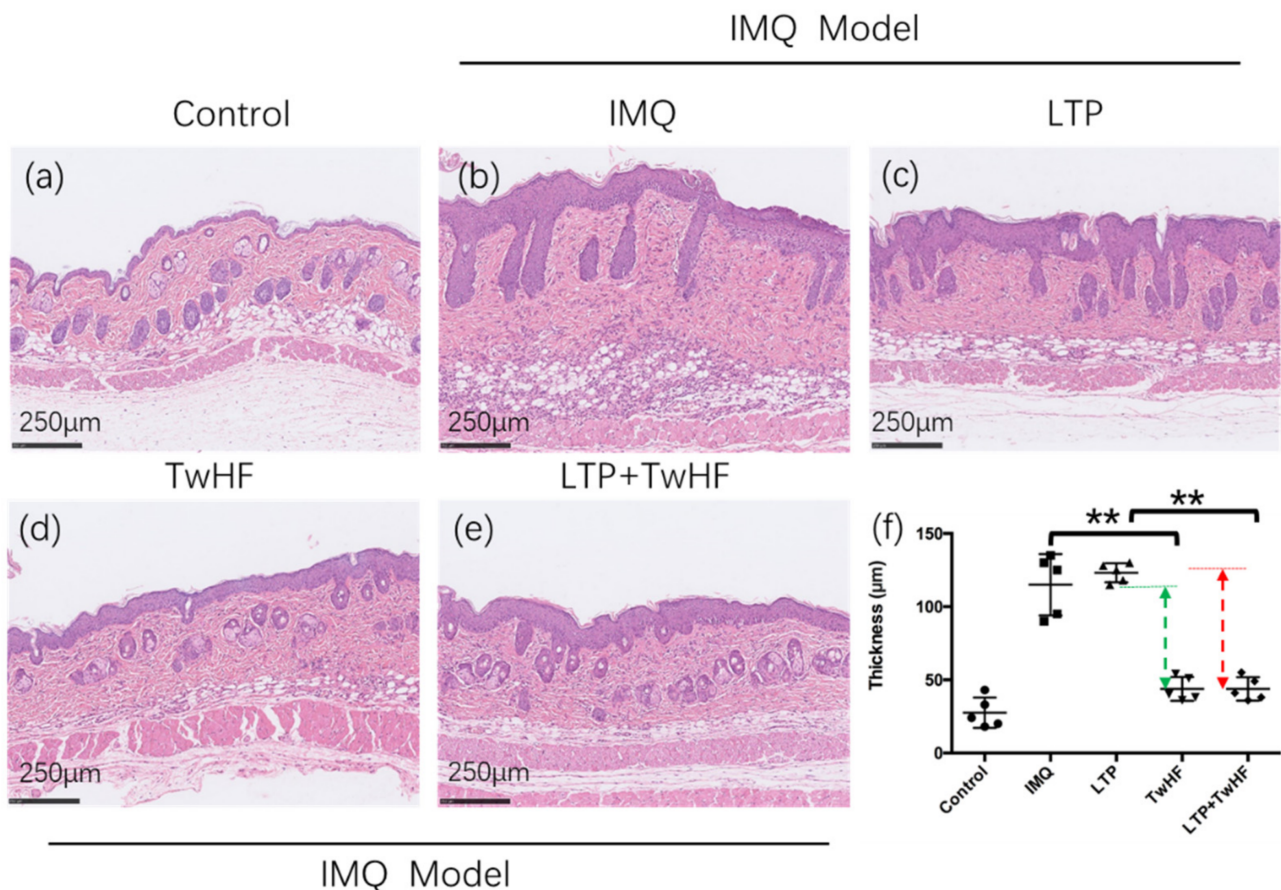 IMQ Model
Control IMQ LTP
(a) (b) (c)
250μm 250μm 250μm
TwHF LTP+TwHF
(d) (e) (f)
250μm 250μm
** **
Thickness (μm)
150
100
50
0
Control IMQ LTP TwHF LTP+TwHF
IMQ Model